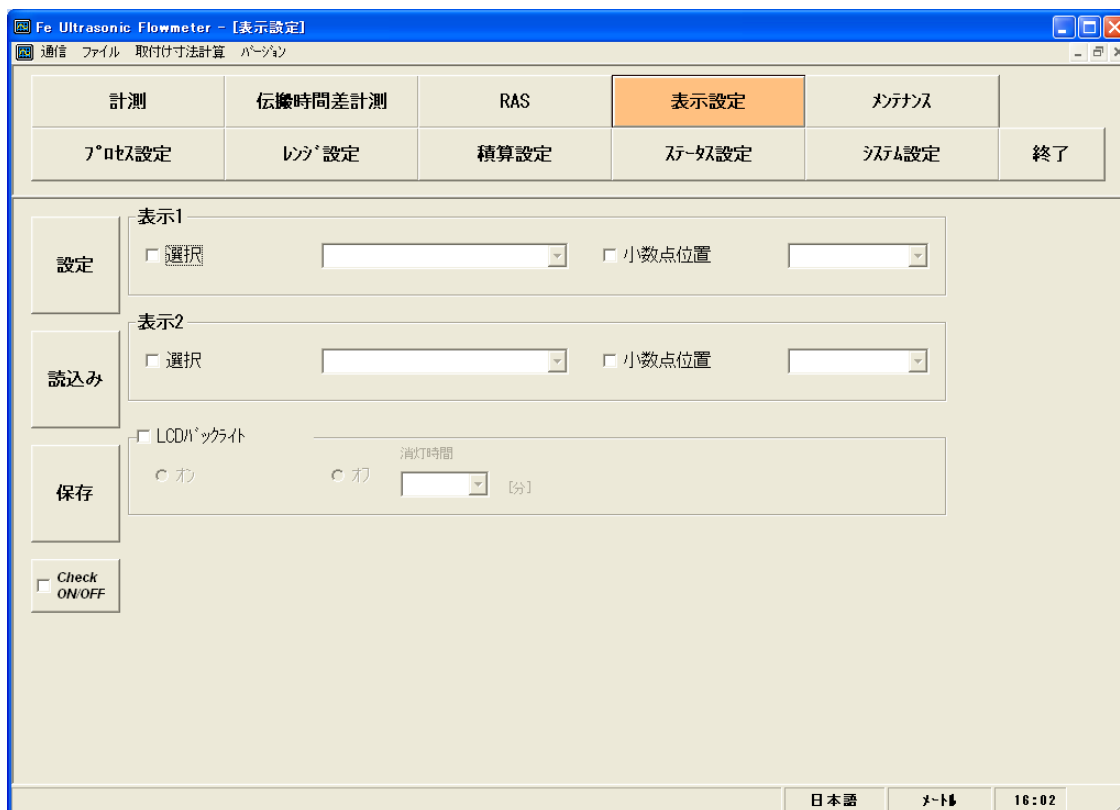 Fe Ultrasonic Flowmeter - [表示設定]
通信 ファイル 取付け寸法計算 バージョン
計測 伝搬時間差計測 RAS 表示設定 メンテナンス
プロセス設定 レンジ設定 積算設定 ステータス設定 システム設定 終了
表示1
設定 選択 小数点位置
表示2
読込み 選択 小数点位置
LCDバックライト
消灯時間
保存 オン オフ [分]
Check
ON/OFF
日本語 メートル 16:02